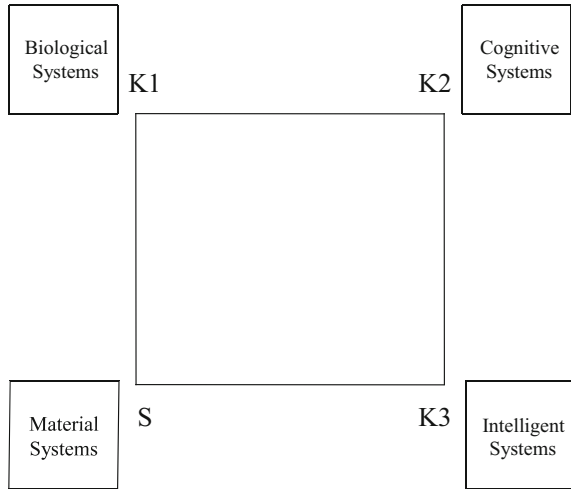 Biological
Systems
K1
K2
Cognitive
Systems
Material
Systems
S
K3
Intelligent
Systems